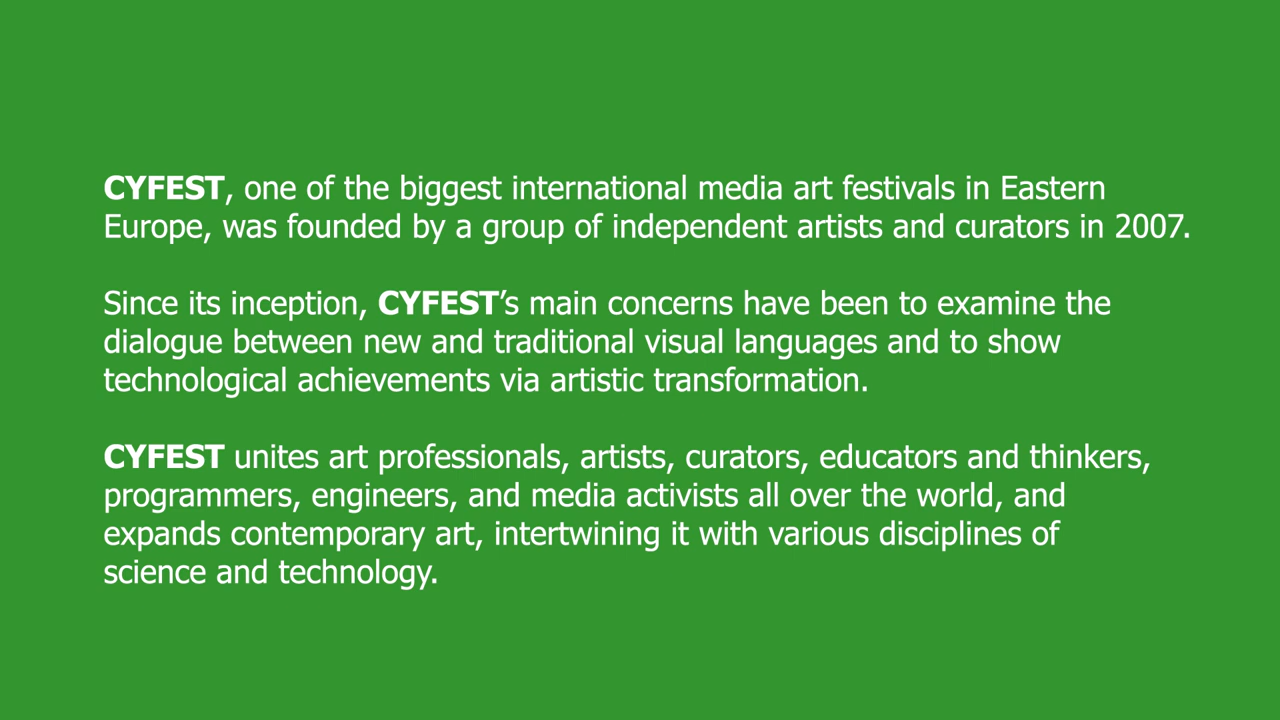 CYFEST, one of the biggest international media art festivals in Eastern
Europe, was founded by a group of independent artists and curators in 2007.
Since its inception, CYFEST’s main concerns have been to examine the
dialogue between new and traditional visual languages and to show
technological achievements via artistic transformation.
CYFEST unites art professionals, artists, curators, educators and thinkers,
programmers, engineers, and media activists all over the world, and
expands contemporary art, intertwining it with various disciplines of
science and technology.